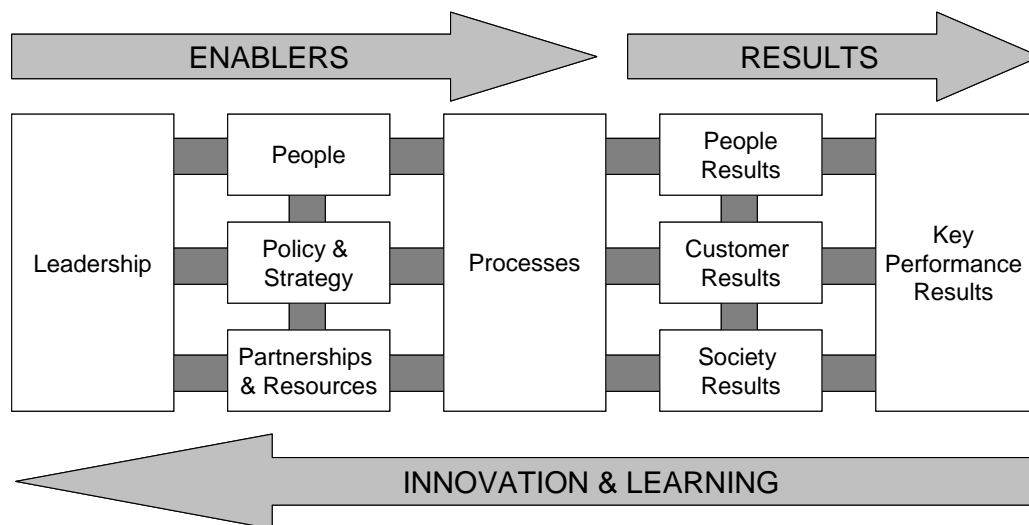 ENABLERS
RESULTS
Leadership
People
Policy &
Strategy
Partnerships
& Resources
Processes
People
Results
Customer
Results
Society
Results
Key
Performance
Results
INNOVATION & LEARNING